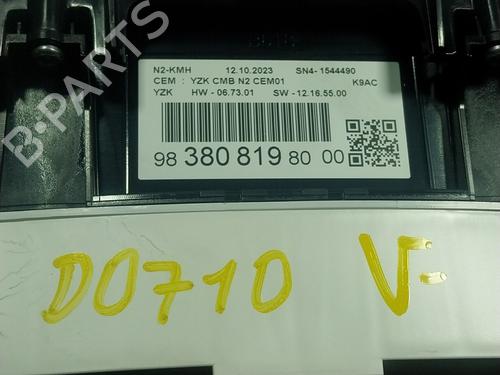 N2-KMH 12.10.2023 SN4- 1544490
CEM : YZK CMB N2 CEM01 K9AC
YZK HW - 06.73.01 SW - 12.16.55.00
98 380 819 80 00
B-PARTS
DO710 V-